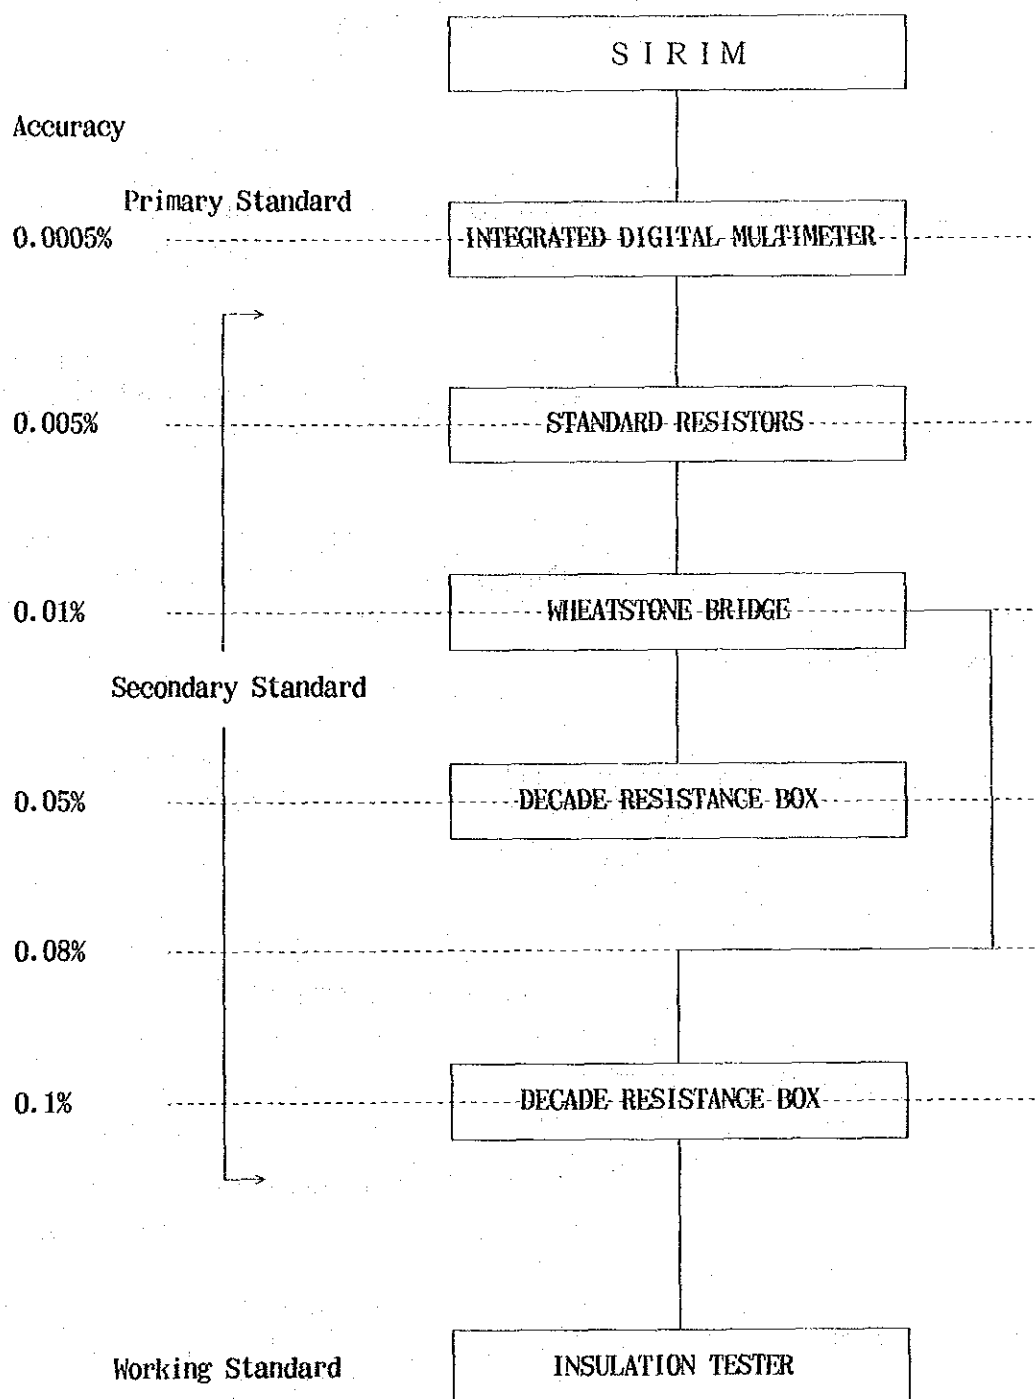 S I R I M
Accuracy
Primary Standard
0.0005% INTEGRATED DIGITAL MULTIMETER
0.005% STANDARD RESISTORS
0.01% WHEATSTONE BRIDGE
Secondary Standard
0.05% DECADE RESISTANCE BOX
0.08%
0.1% DECADE RESISTANCE BOX
Working Standard INSULATION TESTER